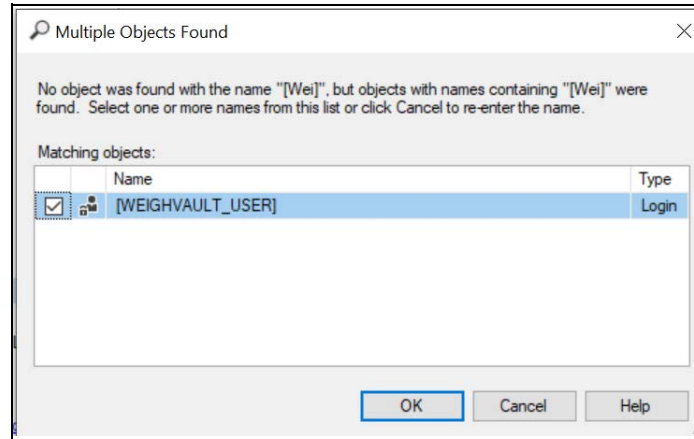 Multiple Objects Found
No object was found with the name "[Wei]", but objects with names containing "[Wei]" were
found. Select one or more names from this list or click Cancel to re-enter the name.
Matching objects:
Name Type
[WEIGHVAULT_USER] Login
OK Cancel Help